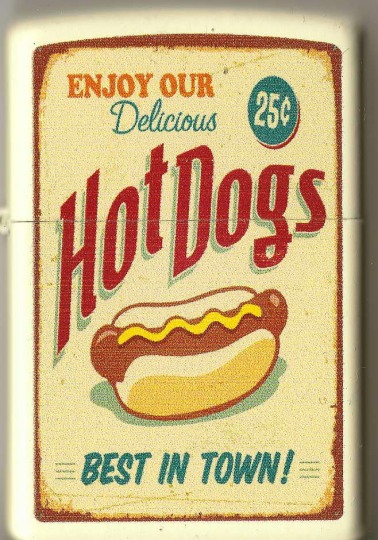 ENJOY OUR
Delicious
25¢
Hot Dogs
BEST IN TOWN!